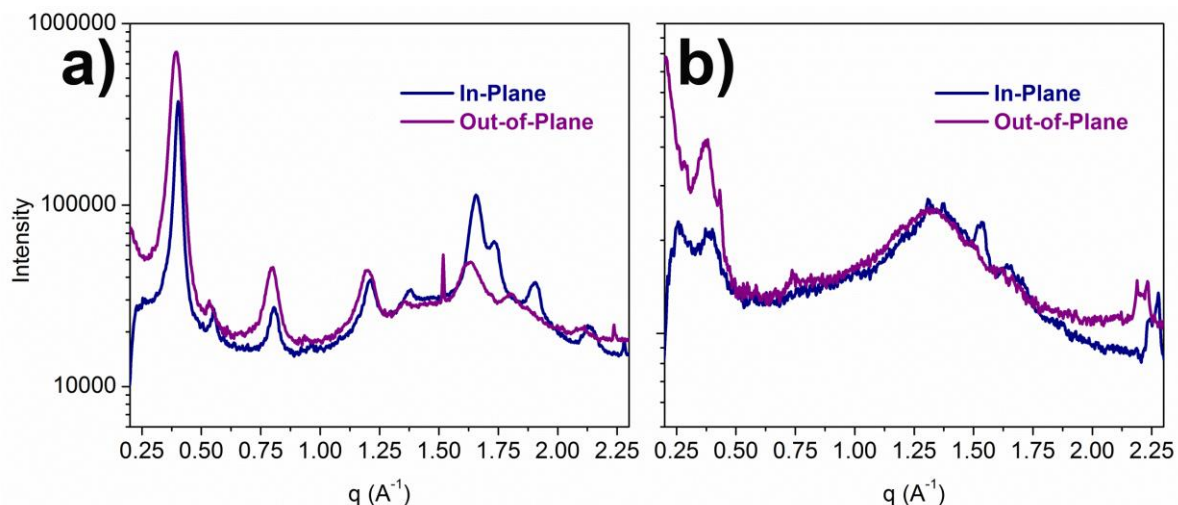 a)
1000000
100000
10000
Intensity
In-Plane
Out-of-Plane
0.25 0.50 0.75 1.00 1.25 1.50 1.75 2.00 2.25
q (A⁻¹)
b)
In-Plane
Out-of-Plane
0.25 0.50 0.75 1.00 1.25 1.50 1.75 2.00 2.25
q (A⁻¹)